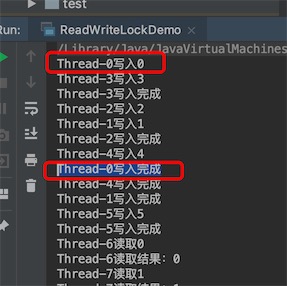 test
Run:
ReadWriteLockDemo
/Library/Java/JavaVirtualMachines
Thread-0写入0
Thread-3写入3
Thread-3写入完成
Thread-2写入2
Thread-1写入1
Thread-2写入完成
Thread-4写入4
Thread-0写入完成
Thread-4写入完成
Thread-1写入完成
Thread-5写入5
Thread-5写入完成
Thread-6读取0
Thread-6读取结果：0
Thread-7读取1